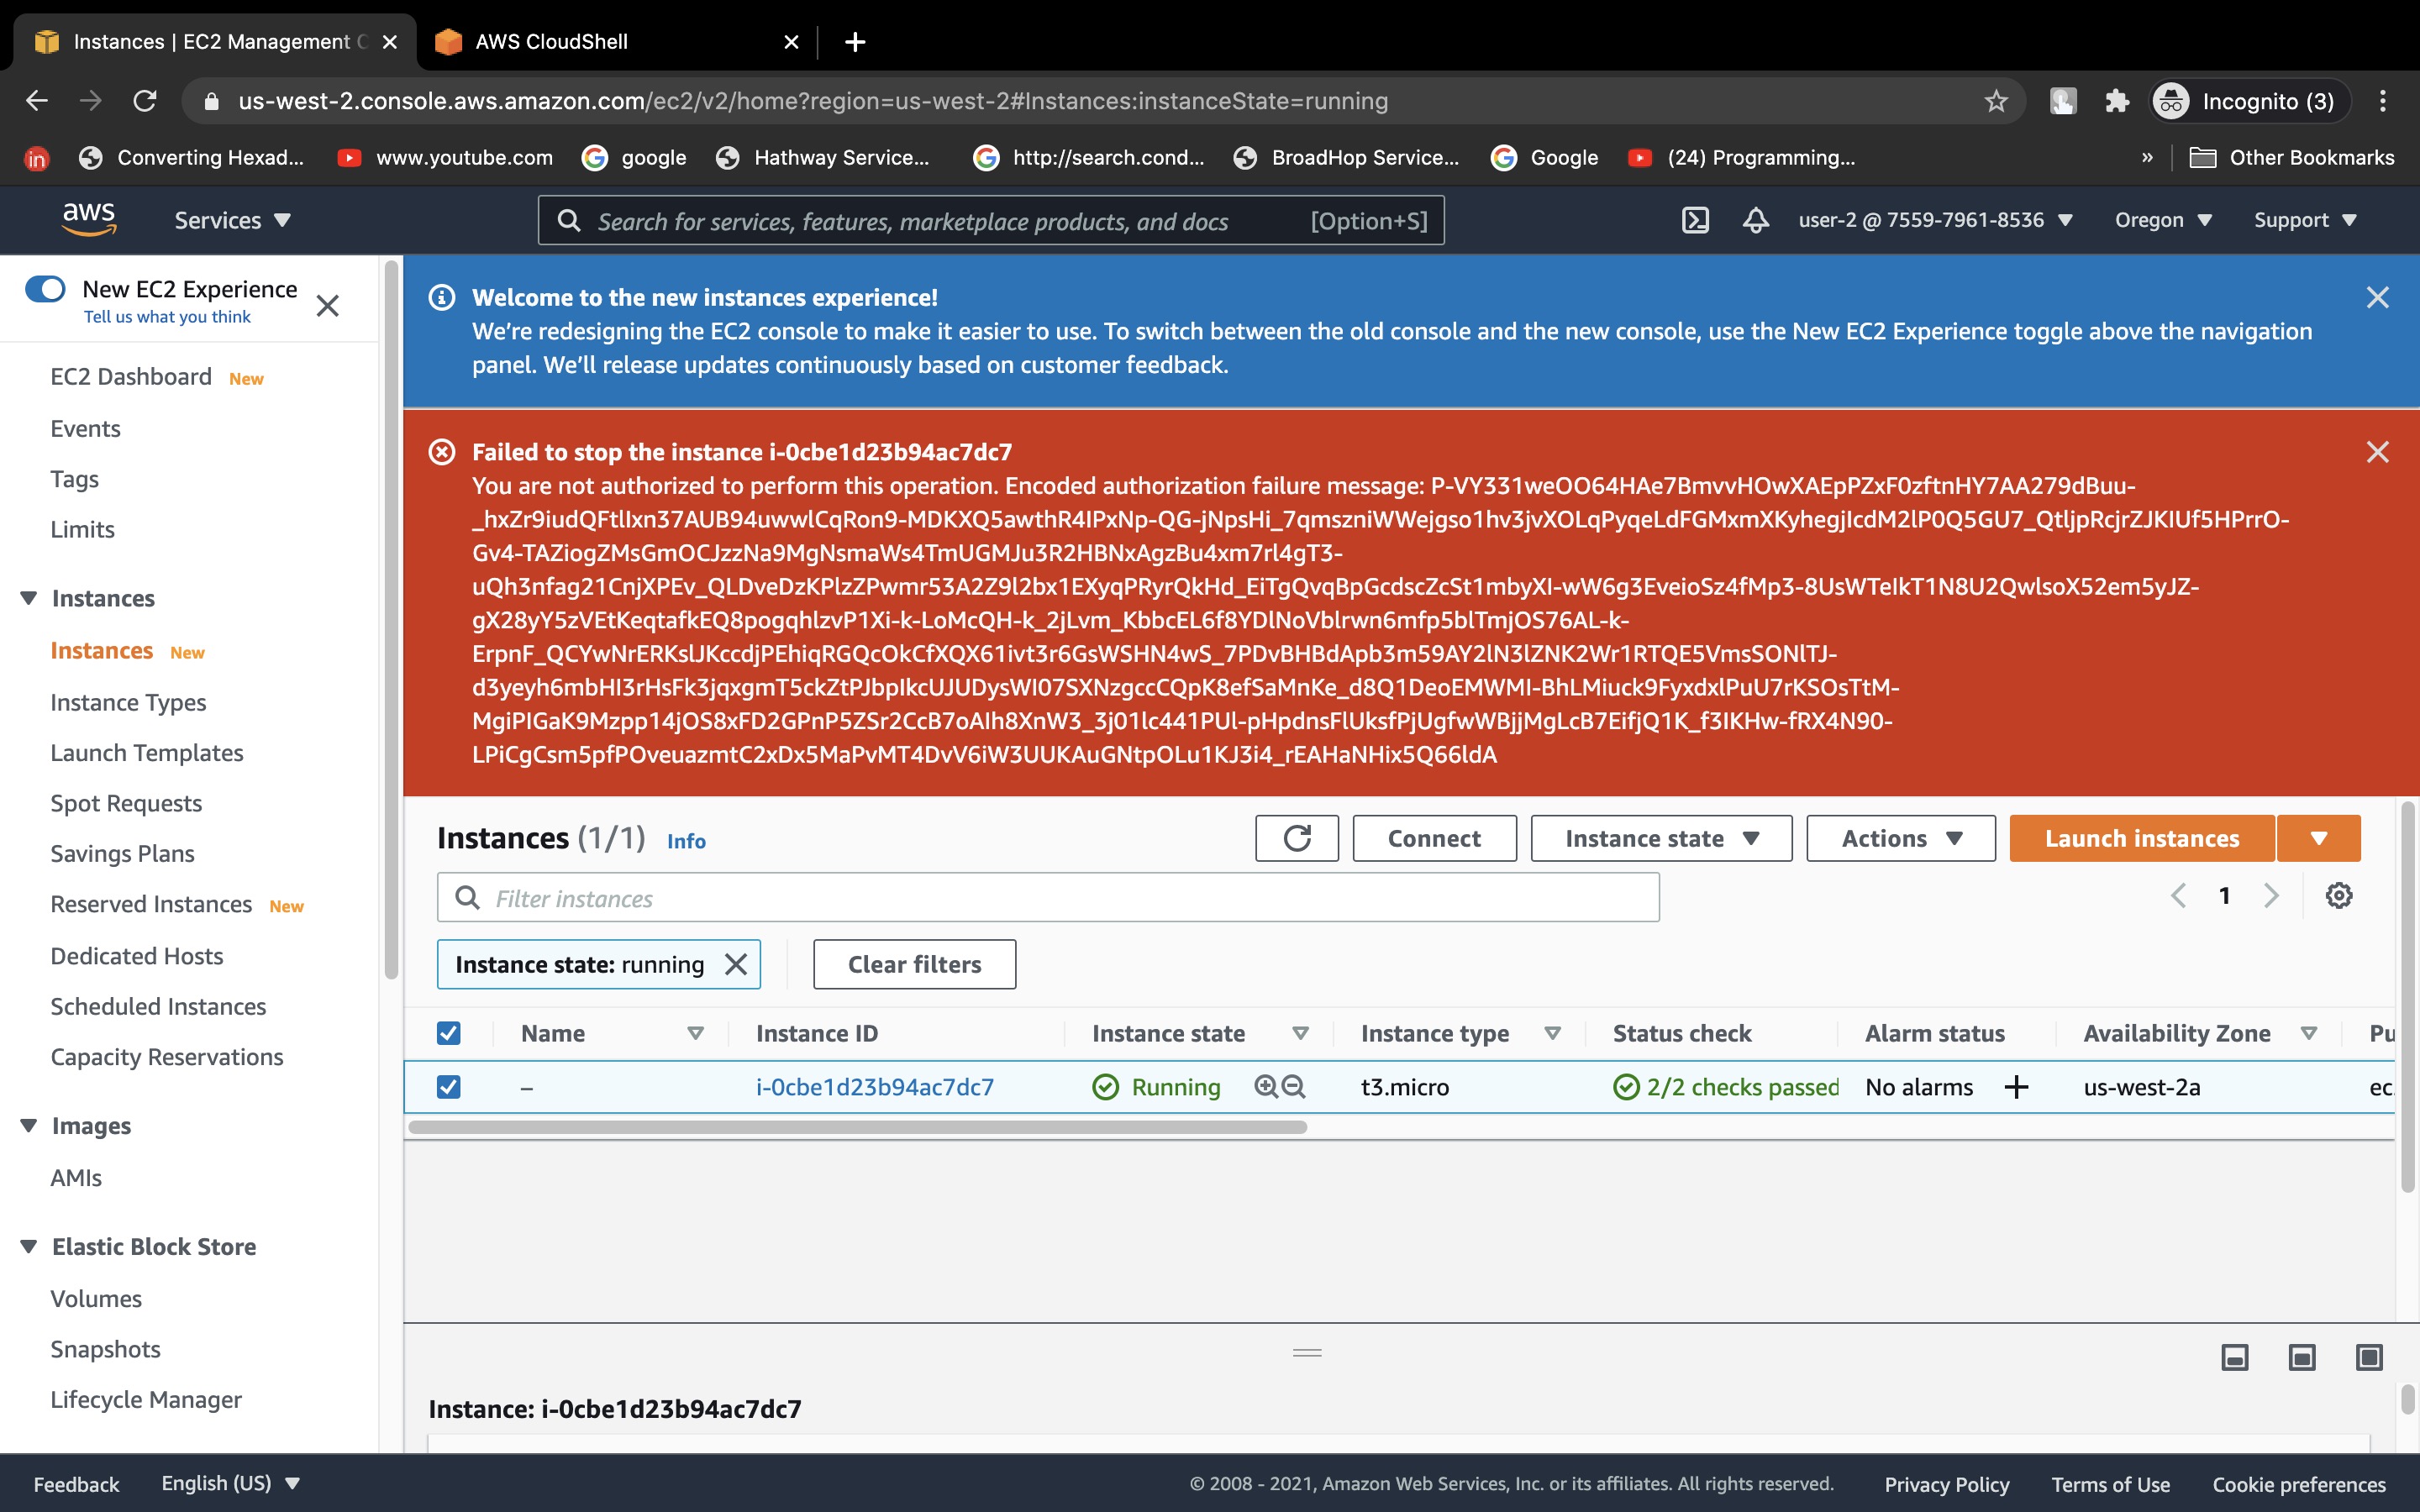 Instances | EC2 Management C
AWS CloudShell
us-west-2.console.aws.amazon.com/ec2/v2/home?region=us-west-2#Instances:instanceState=running
Incognito (3)
in
Converting Hexad...
www.youtube.com
google
Hathway Service...
http://search.cond...
BroadHop Service...
Google
(24) Programming...
»
Other Bookmarks
aws
Services
Search for services, features, marketplace products, and docs
[Option+S]
user-2 @ 7559-7961-8536
Oregon
Support
New EC2 Experience
Tell us what you think
EC2 Dashboard New
Events
Tags
Limits
Instances
Instances New
Instance Types
Launch Templates
Spot Requests
Savings Plans
Reserved Instances New
Dedicated Hosts
Scheduled Instances
Capacity Reservations
Images
AMIs
Elastic Block Store
Volumes
Snapshots
Lifecycle Manager
Welcome to the new instances experience!
We’re redesigning the EC2 console to make it easier to use. To switch between the old console and the new console, use the New EC2 Experience toggle above the navigation
panel. We’ll release updates continuously based on customer feedback.
Failed to stop the instance i-0cbe1d23b94ac7dc7
You are not authorized to perform this operation. Encoded authorization failure message: P-VY331weOO64HAe7BmvvHOwXAEpPZxF0zftnHY7AA279dBuu-
_hxZr9iudQFtlIxn37AUB94uwwlCqRon9-MDKXQ5awthR4IPxNp-QG-jNpsHi_7qmszniWWejgso1hv3jvXOLqPyqeLdFGMxmXKyhegjIcdM2lP0Q5GU7_QtljpRcjrZJKIUf5HPrrO-
Gv4-TAZiogZMsGmOCJzzNa9MgNsmaWs4TmUGMJu3R2HBNxAgzBu4xm7rl4gT3-
uQh3nfag21CnjXPEv_QLDveDzKPlzZPwmr53A2Z9l2bx1EXyqPRyrQkHd_EiTgQvqBpGcdscZcSt1mbyXI-wW6g3EveioSz4fMp3-8UsWTeIkT1N8U2QwlsoX52em5yJZ-
gX28yY5zVEtKeqtafkEQ8pogqhlzvP1Xi-k-LoMcQH-k_2jLvm_KbbcEL6f8YDlNoVblrwn6mfp5blTmjOS76AL-k-
ErpnF_QCYwNrERKslJKccdjPEhiqRGQcOkCfXQX61ivt3r6GsWSHN4wS_7PDvBHBdApb3m59AY2lN3lZNK2Wr1RTQE5VmsSONlTJ-
d3yeyh6mbHI3rHsFk3jqxgmT5ckZtPJbpIkcUJUDysWI07SXNzgccCQpK8efSaMnKe_d8Q1DeoEMWMI-BhLMiuck9FyxdxlPuU7rKSOsTtM-
MgiPIGaK9Mzpp14jOS8xFD2GPnP5ZSr2CcB7oAIh8XnW3_3j01lc441PUl-pHpdnsFlUksfPjUgfwWBjjMgLcB7EifjQ1K_f3IKHw-fRX4N90-
LPiCgCsm5pfPOveuazmtC2xDx5MaPvMT4DvV6iW3UUKAuGNtpOLu1KJ3i4_rEAHaNHix5Q66ldA
Instances (1/1) Info
Connect
Instance state
Actions
Launch instances
Filter instances
1
Instance state: running
Clear filters
Name Instance ID Instance state Instance type Status check Alarm status Availability Zone Pu
– i-0cbe1d23b94ac7dc7 Running t3.micro 2/2 checks passed No alarms + us-west-2a ec
Instance: i-0cbe1d23b94ac7dc7
Feedback
English (US)
© 2008 - 2021, Amazon Web Services, Inc. or its affiliates. All rights reserved.
Privacy Policy
Terms of Use
Cookie preferences